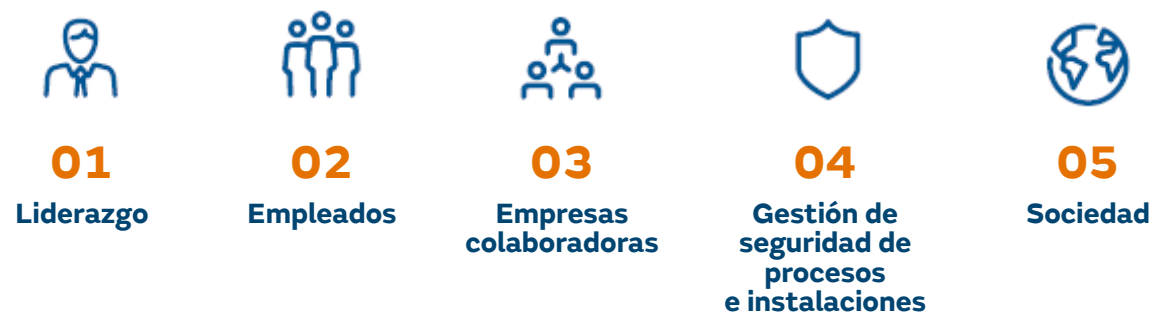 01
Liderazgo
02
Empleados
03
Empresas
colaboradoras
04
Gestión de
seguridad de
procesos
e instalaciones
05
Sociedad